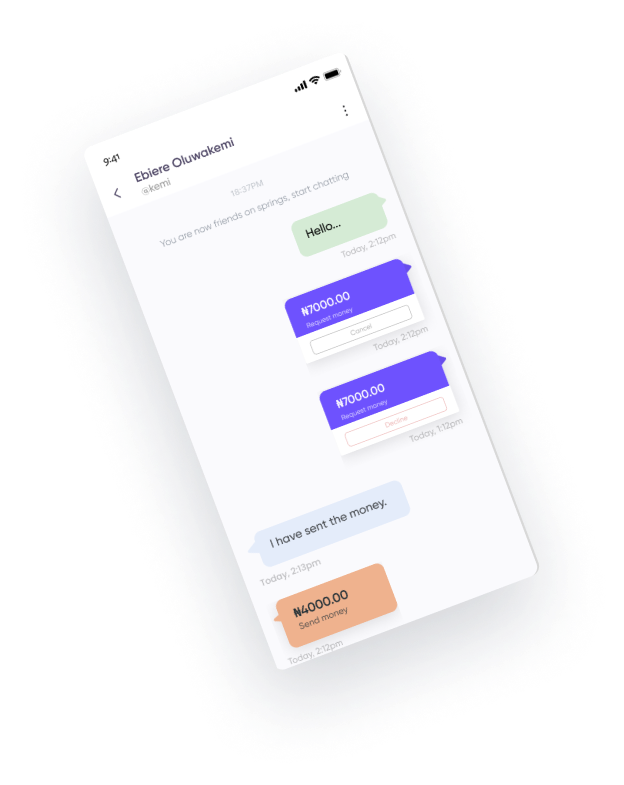 9:41
Ebiere Oluwakemi
@kemi
16:37PM
You are now friends on springs, start chatting
Hello...
Today, 2:12pm
₦7000.00
Request money
Cancel
Today, 2:12pm
₦7000.00
Request money
Decline
Today, 1:12pm
I have sent the money.
Today, 2:13pm
₦4000.00
Send money
Today, 2:12pm